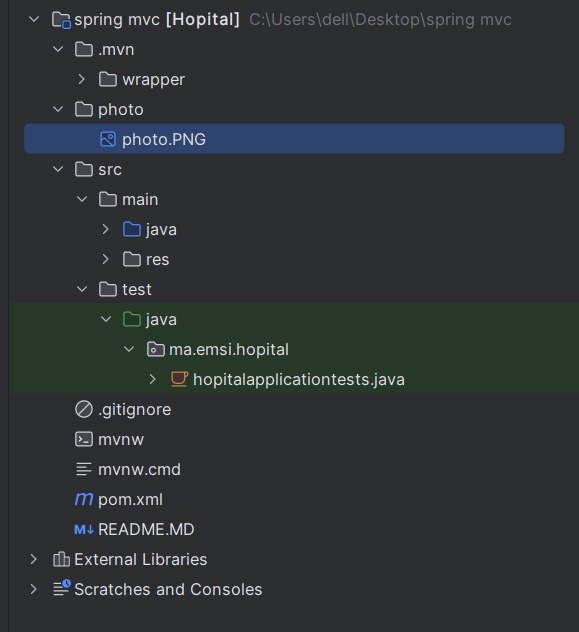 spring mvc [Hopital] C:\Users\dell\Desktop\spring mvc
.mvn
wrapper
photo
photo.PNG
src
main
java
res
test
java
ma.emsi.hopital
hopitalapplicationtests.java
.gitignore
mvnw
mvnw.cmd
m pom.xml
M↓ README.MD
External Libraries
Scratches and Consoles